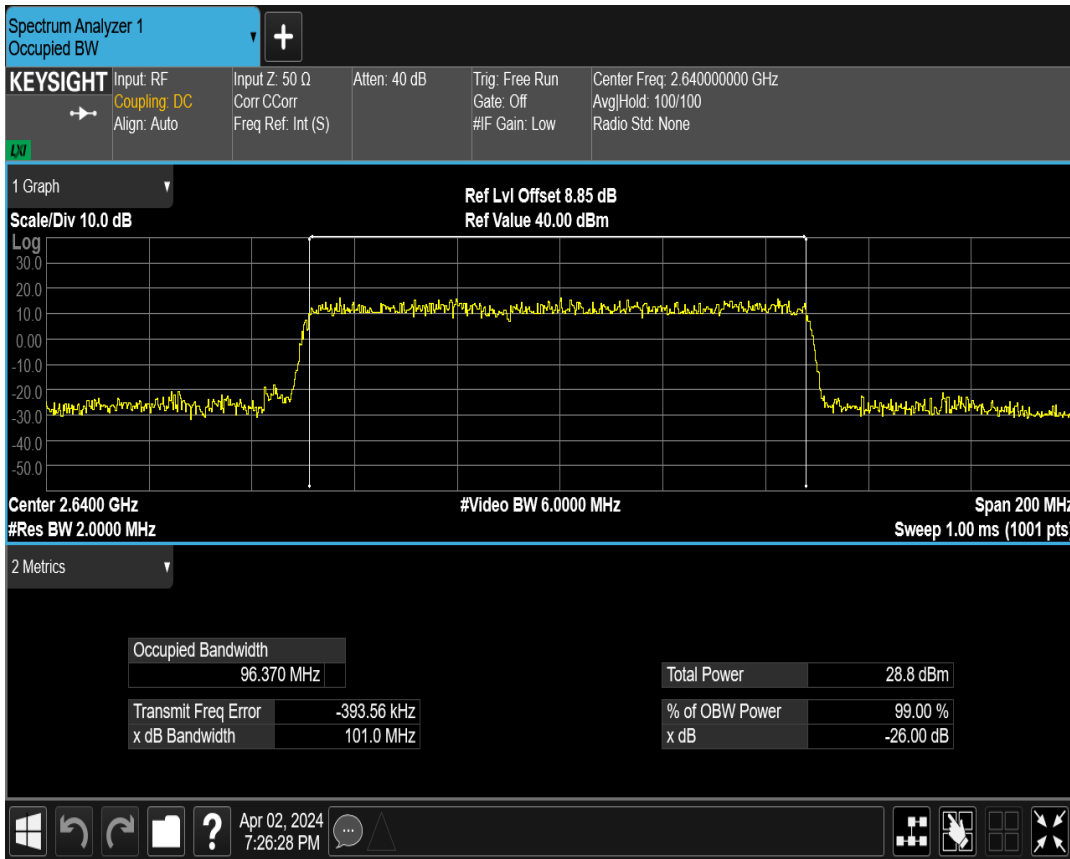 Spectrum Analyzer 1
Occupied BW
KEYSIGHT
LXI
Input: RF
Coupling: DC
Align: Auto
Input Z: 50 Ω
Corr CCorr
Freq Ref: Int (S)
Atten: 40 dB
Trig: Free Run
Gate: Off
#IF Gain: Low
Center Freq: 2.640000000 GHz
Avg|Hold: 100/100
Radio Std: None
1 Graph
Scale/Div 10.0 dB
Ref Lvl Offset 8.85 dB
Ref Value 40.00 dBm
Log
30.0
20.0
10.0
0.00
-10.0
-20.0
-30.0
-40.0
-50.0
Center 2.6400 GHz
#Video BW 6.0000 MHz
Span 200 MHz
#Res BW 2.0000 MHz
Sweep 1.00 ms (1001 pts)
2 Metrics
Occupied Bandwidth
96.370 MHz
Total Power 28.8 dBm
Transmit Freq Error -393.56 kHz
% of OBW Power 99.00 %
x dB Bandwidth 101.0 MHz
x dB -26.00 dB
?
Apr 02, 2024
7:26:28 PM